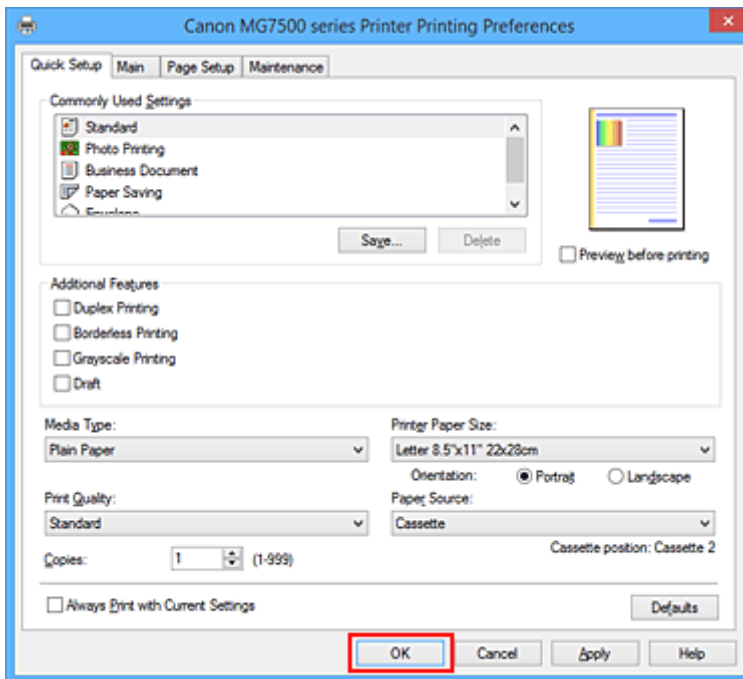 Canon MG7500 series Printer Printing Preferences
Quick Setup Main Page Setup Maintenance
Commonly Used Settings
Standard
Photo Printing
Business Document
Paper Saving
Envelope
Save... Delete
Preview before printing
Additional Features
Duplex Printing
Borderless Printing
Grayscale Printing
Draft
Media Type: Printer Paper Size:
Plain Paper Letter 8.5"x11" 22x28cm
Orientation: Portrait Landscape
Print Quality: Paper Source:
Standard Cassette
Cassette position: Cassette 2
Copies: 1 (1-999)
Always Print with Current Settings Defaults
OK Cancel Apply Help